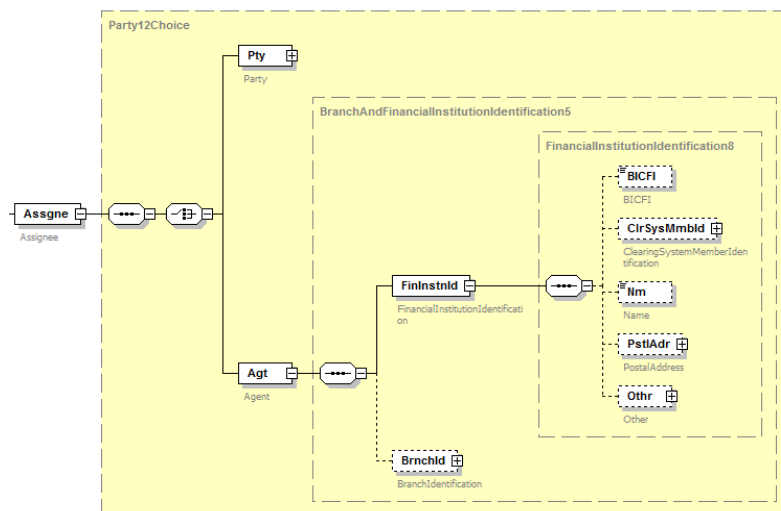 Party12Choice
Pty
Party
BranchAndFinancialInstitutionIdentification5
FinancialInstitutionIdentification8
BICFI
BICFI
Assgne
Assignee
ClrSysMmbId
ClearingSystemMemberIden
tification
FinInstnId
FinancialInstitutionIdentificati
on
Nm
Name
PstlAdr
PostalAddress
Agt
Agent
Othr
Other
BrnchId
BranchIdentification